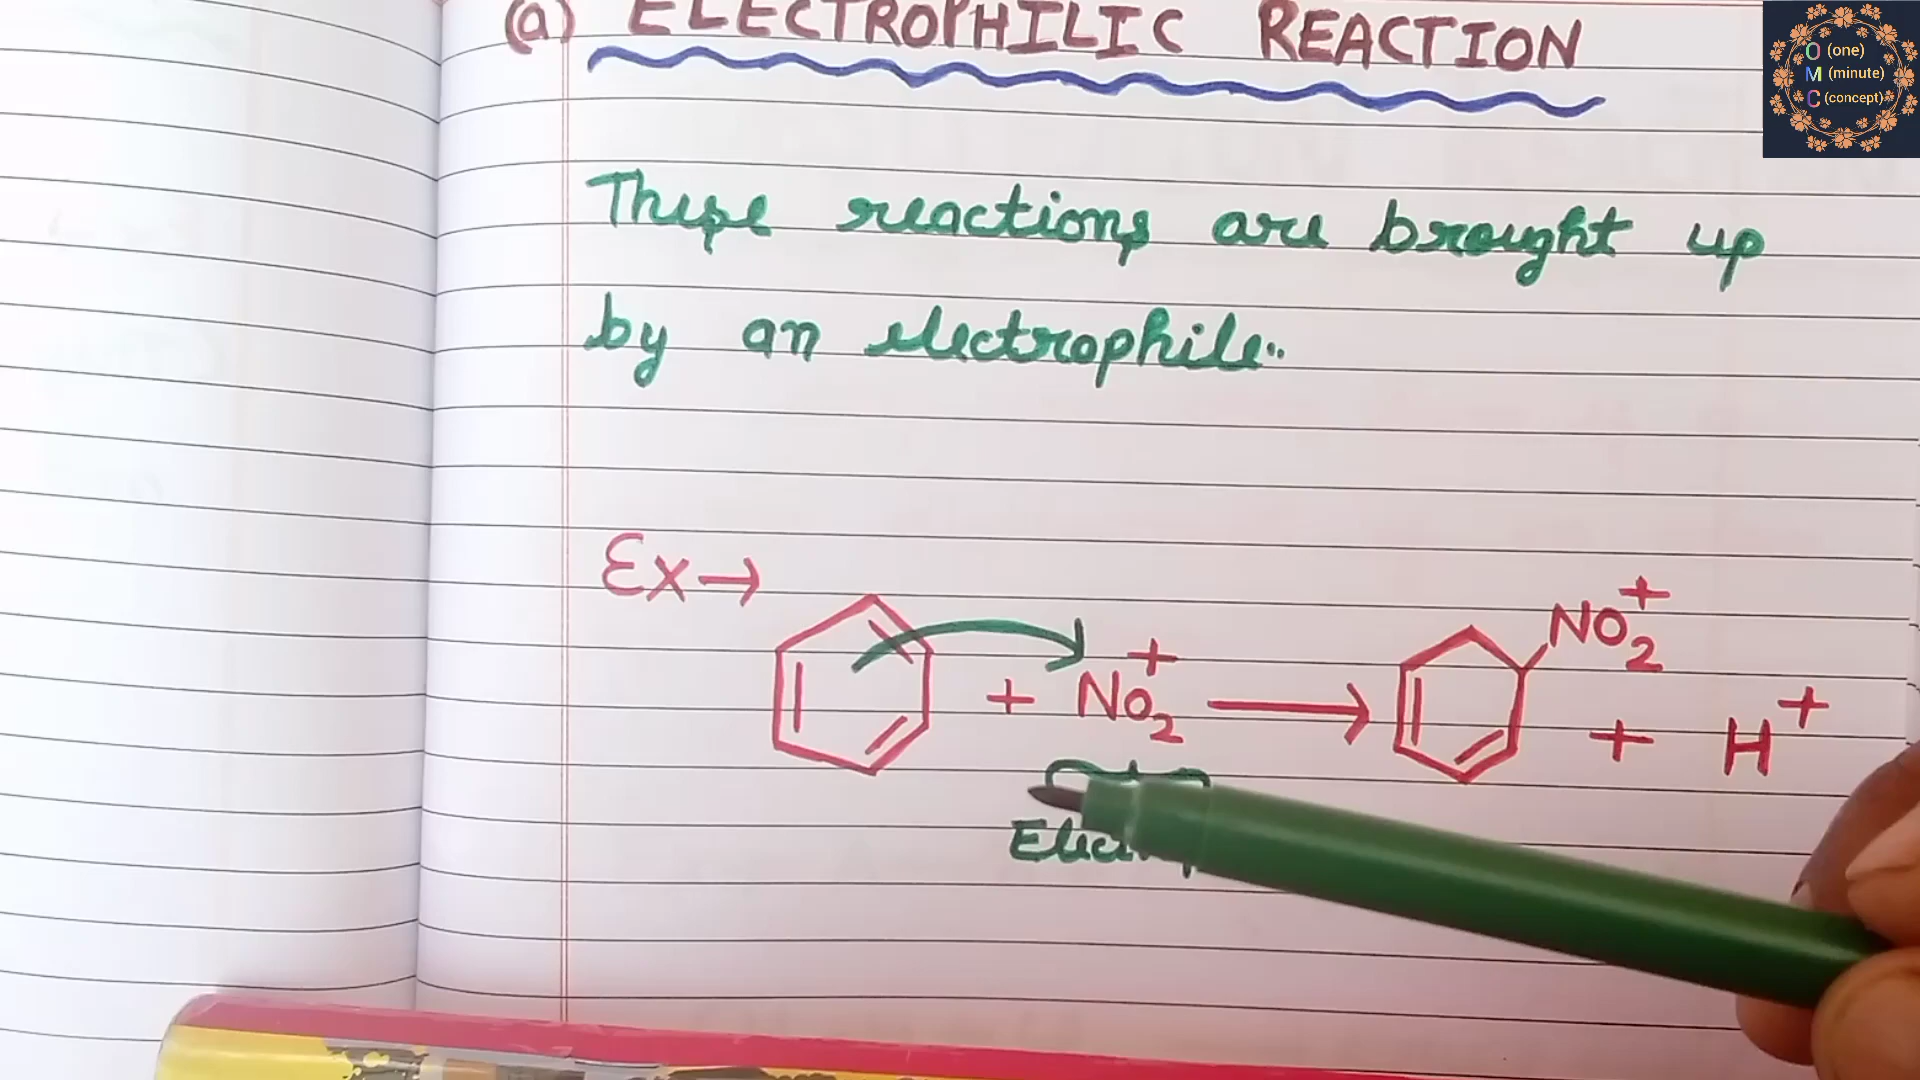 (a) ELECTROPHILIC REACTION
O (one)
M (minute)
C (concept)
These reactions are brought up
by an electrophile..
Ex→
+ NO2+ → NO2+ + H+